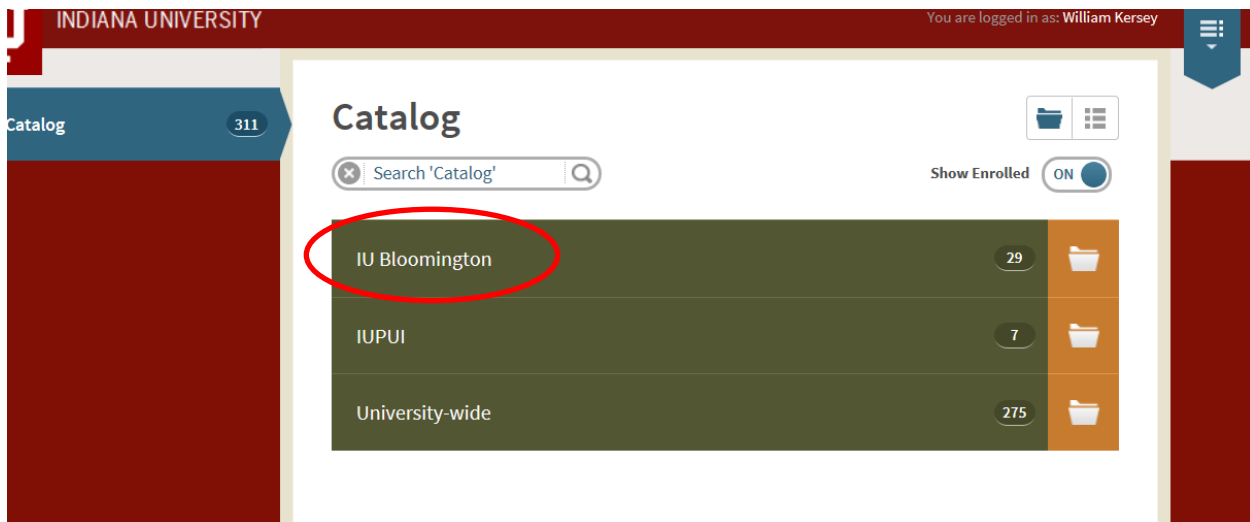 INDIANA UNIVERSITY
You are logged in as: William Kersey
Catalog 311
Catalog
Search 'Catalog'
Show Enrolled ON
IU Bloomington 29
IUPUI 7
University-wide 275